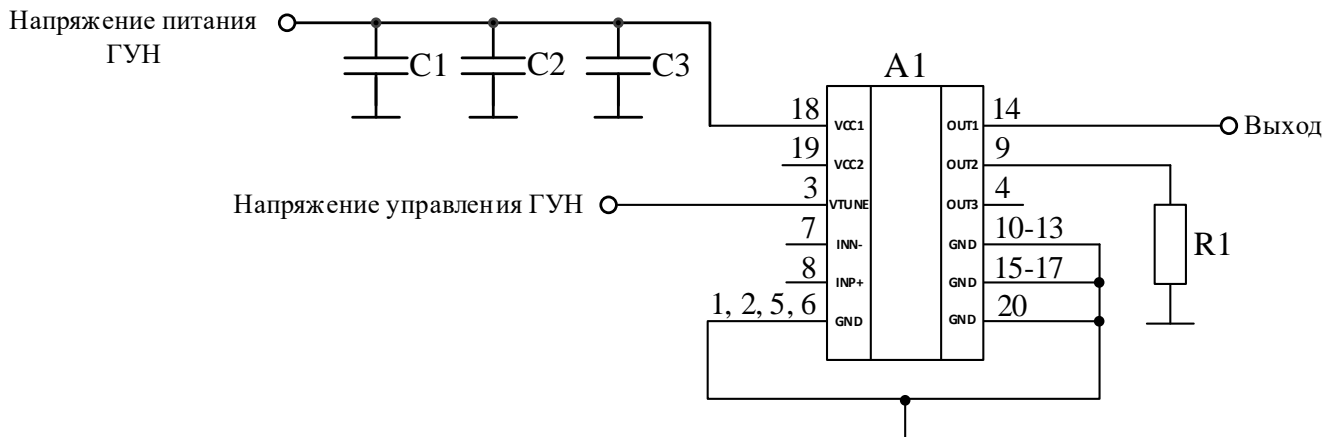 Напряжение питания
ГУН
C1
C2
C3
A1
18
VCC1
OUT1
14
Выход
19
VCC2
OUT2
9
Напряжение управления ГУН
3
VTUNE
OUT3
4
7
INN-
GND
10-13
R1
8
INP+
GND
15-17
1, 2, 5, 6
GND
GND
20